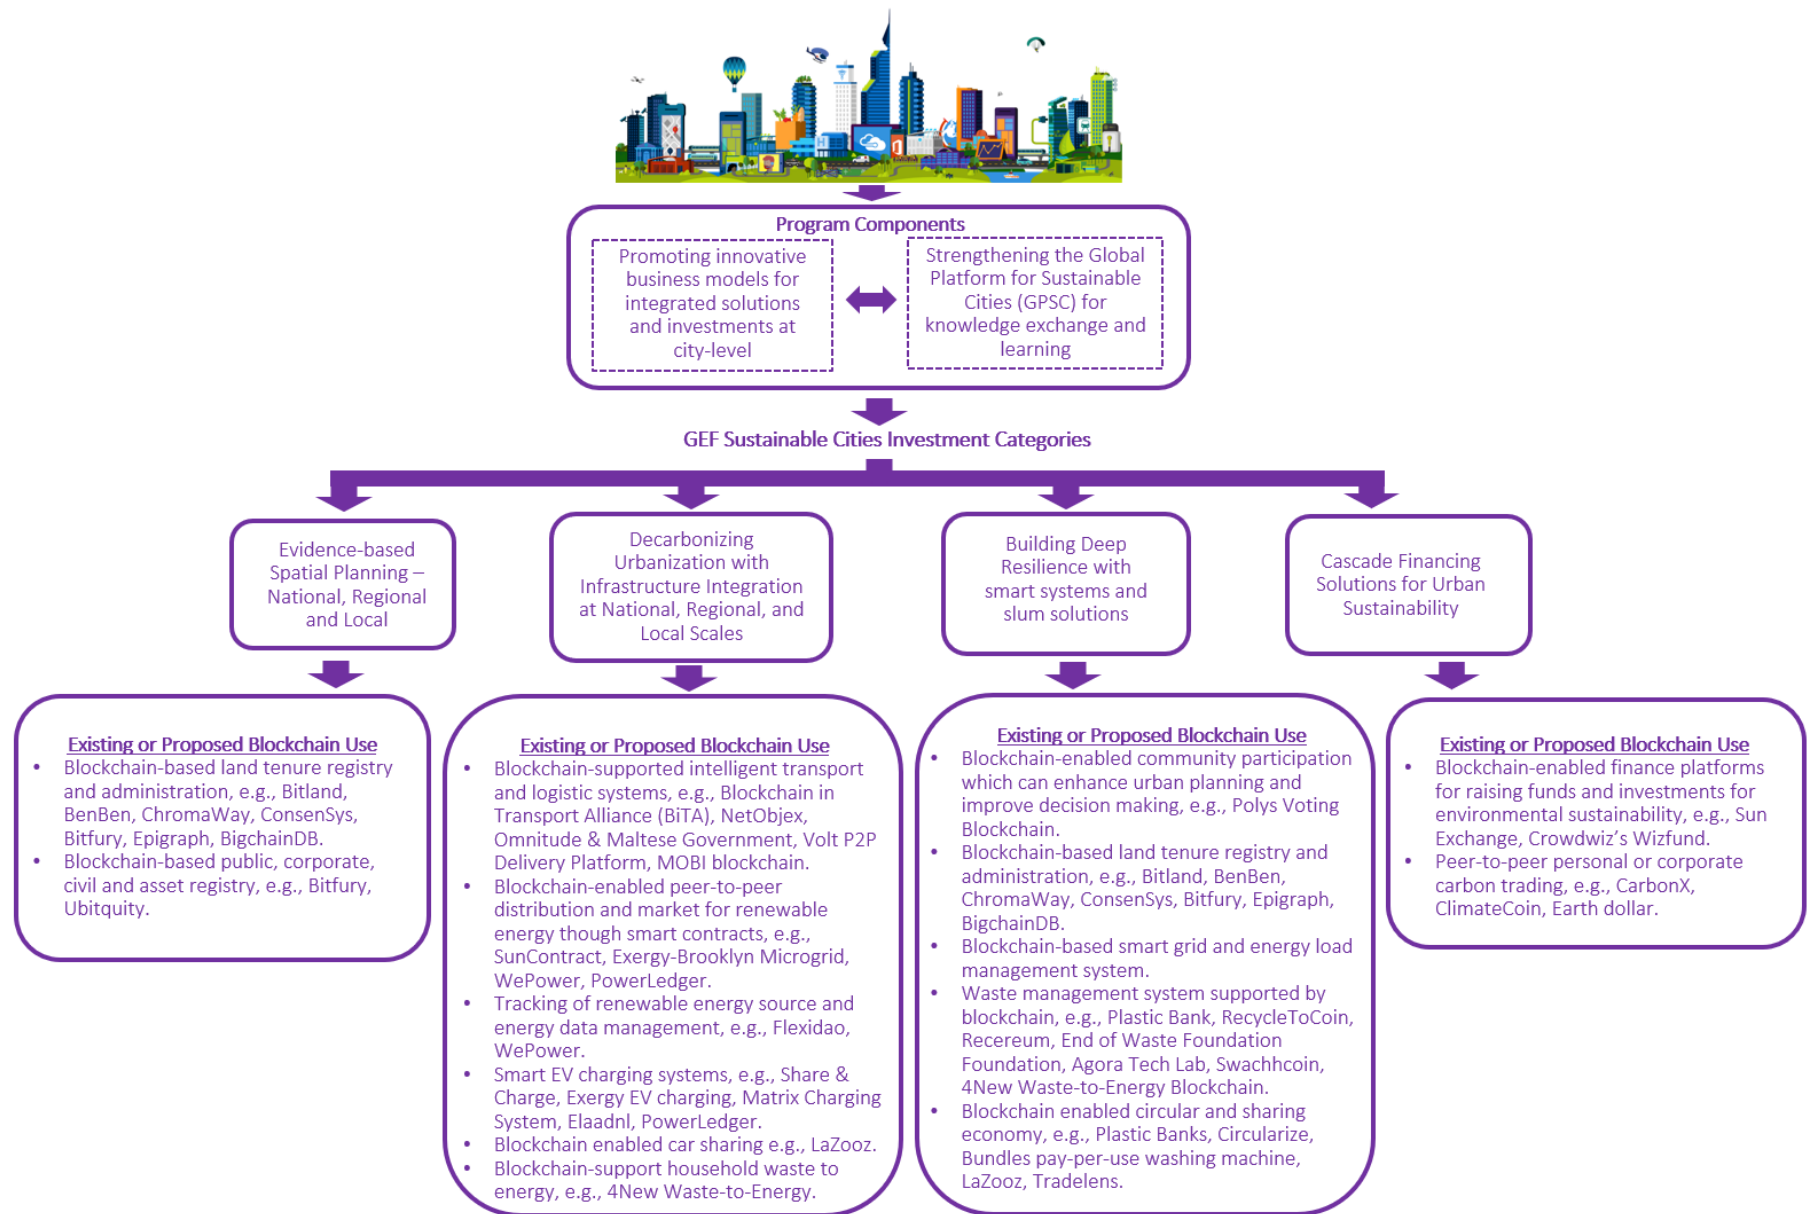 Program Components
Promoting innovative
business models for
integrated solutions
and investments at
city-level
Strengthening the Global
Platform for Sustainable
Cities (GPSC) for
knowledge exchange and
learning
GEF Sustainable Cities Investment Categories
Evidence-based
Spatial Planning –
National, Regional
and Local
Decarbonizing
Urbanization with
Infrastructure Integration
at National, Regional, and
Local Scales
Building Deep
Resilience with
smart systems and
slum solutions
Cascade Financing
Solutions for Urban
Sustainability
Existing or Proposed Blockchain Use
• Blockchain-based land tenure registry
and administration, e.g., Bitland,
BenBen, ChromaWay, ConsenSys,
Bitfury, Epigraph, BigchainDB.
• Blockchain-based public, corporate,
civil and asset registry, e.g., Bitfury,
Ubitquity.
Existing or Proposed Blockchain Use
• Blockchain-supported intelligent transport
and logistic systems, e.g., Blockchain in
Transport Alliance (BiTA), NetObjex,
Omnitude & Maltese Government, Volt P2P
Delivery Platform, MOBI blockchain.
• Blockchain-enabled peer-to-peer
distribution and market for renewable
energy though smart contracts, e.g.,
SunContract, Exergy-Brooklyn Microgrid,
WePower, PowerLedger.
• Tracking of renewable energy source and
energy data management, e.g., Flexidao,
WePower.
• Smart EV charging systems, e.g., Share &
Charge, Exergy EV charging, Matrix Charging
System, Elaadnl, PowerLedger.
• Blockchain enabled car sharing e.g., LaZooz.
• Blockchain-support household waste to
energy, e.g., 4New Waste-to-Energy.
Existing or Proposed Blockchain Use
• Blockchain-enabled community participation
which can enhance urban planning and
improve decision making, e.g., Polys Voting
Blockchain.
• Blockchain-based land tenure registry and
administration, e.g., Bitland, BenBen,
ChromaWay, ConsenSys, Bitfury, Epigraph,
BigchainDB.
• Blockchain-based smart grid and energy load
management system.
• Waste management system supported by
blockchain, e.g., Plastic Bank, RecycleToCoin,
Recereum, End of Waste Foundation
Foundation, Agora Tech Lab, Swachhcoin,
4New Waste-to-Energy Blockchain.
• Blockchain enabled circular and sharing
economy, e.g., Plastic Banks, Circularize,
Bundles pay-per-use washing machine,
LaZooz, Tradelens.
Existing or Proposed Blockchain Use
• Blockchain-enabled finance platforms
for raising funds and investments for
environmental sustainability, e.g., Sun
Exchange, Crowdwiz’s Wizfund.
• Peer-to-peer personal or corporate
carbon trading, e.g., CarbonX,
ClimateCoin, Earth dollar.